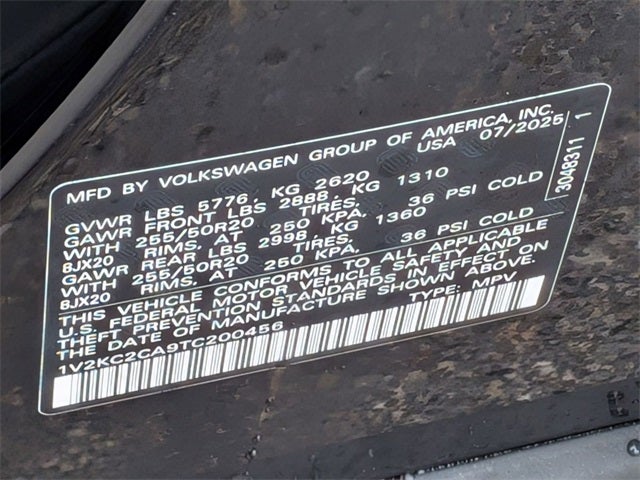 MFD BY VOLKSWAGEN GROUP OF AMERICA, INC.
USA 07/2025
GVWR LBS 5776, KG 2620
GAWR FRONT LBS 2888, KG 1310
WITH 255/50R20 TIRES,
8JX20 RIMS, AT 250 KPA, 36 PSI COLD
GAWR REAR LBS 2998, KG 1360
WITH 255/50R20 TIRES,
8JX20 RIMS, AT 250 KPA, 36 PSI COLD
THIS VEHICLE CONFORMS TO ALL APPLICABLE
U.S. FEDERAL MOTOR VEHICLE SAFETY AND
THEFT PREVENTION STANDARDS IN EFFECT ON
THE DATE OF MANUFACTURE SHOWN ABOVE.
1V2KC2CA9TC200456 TYPE: MPV
3048311 1